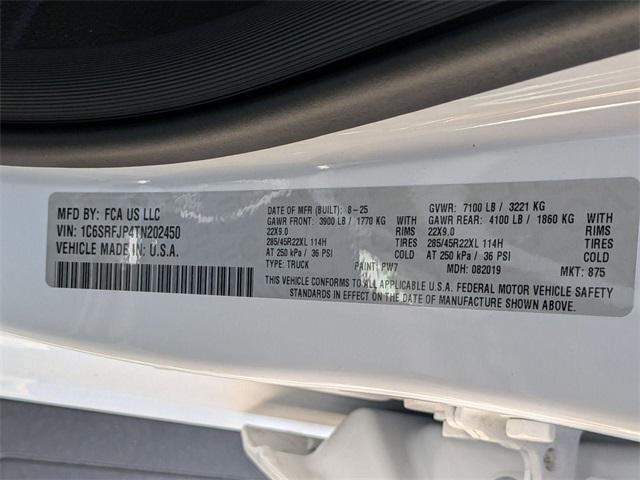 MFD BY: FCA US LLC
VIN: 1C6SRFJP4TN202450
VEHICLE MADE IN: U.S.A.
DATE OF MFR (BUILT): 8-25 GVWR: 7100 LB / 3221 KG
GAWR FRONT: 3900 LB / 1770 KG WITH GAWR REAR: 4100 LB / 1860 KG WITH
22X9.0 RIMS 22X9.0 RIMS
285/45R22XL 114H TIRES 285/45R22XL 114H TIRES
AT 250 kPa / 36 PSI COLD AT 250 kPa / 36 PSI COLD
TYPE: TRUCK PAINT: PW7 MDH: 082019 MKT: 875
THIS VEHICLE CONFORMS TO ALL APPLICABLE U.S.A. FEDERAL MOTOR VEHICLE SAFETY
STANDARDS IN EFFECT ON THE DATE OF MANUFACTURE SHOWN ABOVE.